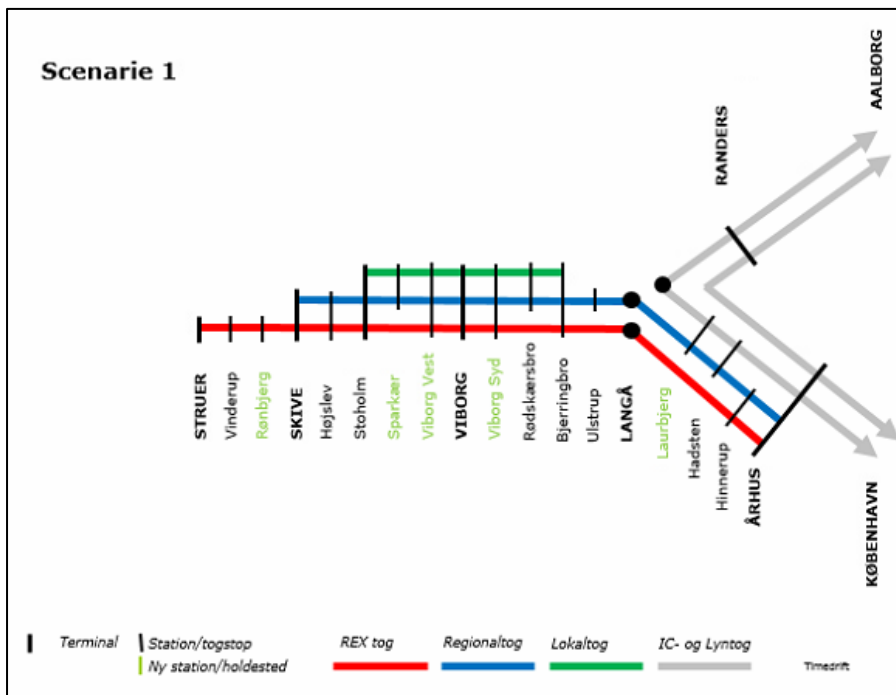 Scenarie 1
AALBORG
RANDERS
STRUER
Vinderup
Rønbjerg
SKIVE
Højslev
Stoholm
Sparkær
Viborg Vest
VIBORG
Viborg Syd
Rødskærsbro
Bjerringbro
Ulstrup
LANGÅ
Laurbjerg
Hadsten
Hinnerup
ÅRHUS
KØBENHAVN
Terminal
Station/togstop
REX tog
Regionaltog
Lokaltog
IC- og Lyntog
Ny station/holdested
Timedrift